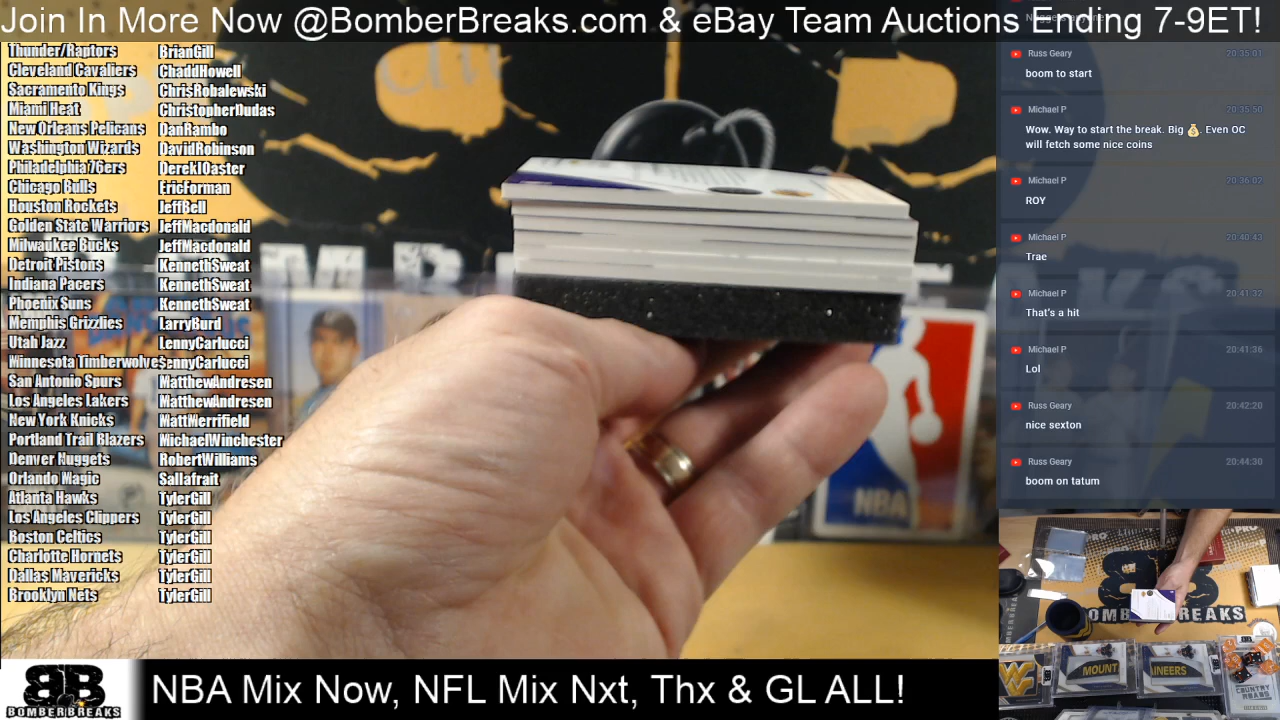 Join In More Now @BomberBreaks.com & eBay Team Auctions Ending 7-9ET!
Thunder/Raptors BrianGill
Cleveland Cavaliers ChaddHowell
Sacramento Kings ChrisRobalewski
Miami Heat ChristopherDudas
New Orleans Pelicans DanRambo
Washington Wizards DavidRobinson
Philadelphia 76ers DerekIOaster
Chicago Bulls EricForman
Houston Rockets JeffBell
Golden State Warriors JeffMacdonald
Milwaukee Bucks JeffMacdonald
Detroit Pistons KennethSweat
Indiana Pacers KennethSweat
Phoenix Suns KennethSweat
Memphis Grizzlies LarryBurd
Utah Jazz LennyCarlucci
Minnesota Timberwolves LennyCarlucci
San Antonio Spurs MatthewAndresen
Los Angeles Lakers MatthewAndresen
New York Knicks MattMerrifield
Portland Trail Blazers MichaelWinchester
Denver Nuggets RobertWilliams
Orlando Magic Sallafrait
Atlanta Hawks TylerGill
Los Angeles Clippers TylerGill
Boston Celtics TylerGill
Charlotte Hornets TylerGill
Dallas Mavericks TylerGill
Brooklyn Nets TylerGill
NBA
Russ Geary 20:35:01
boom to start
Michael P 20:35:50
Wow. Way to start the break. Big 💰. Even OC
will fetch some nice coins
Michael P 20:36:02
ROY
Michael P 20:40:43
Trae
Michael P 20:41:32
That's a hit
Michael P 20:41:36
Lol
Russ Geary 20:42:20
nice sexton
Russ Geary 20:44:30
boom on tatum
MOUNT
AINEERS
COUNTRY
ROADS
BB
BOMBERBREAKS
NBA Mix Now, NFL Mix Nxt, Thx & GL ALL!